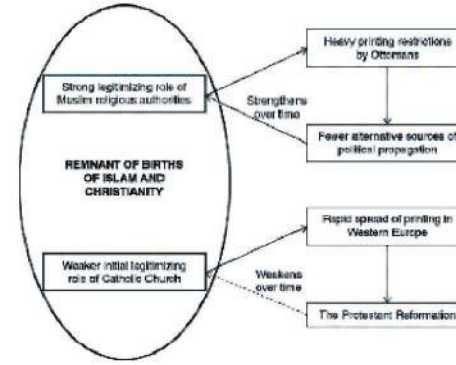 Heavy printing restrictions
by Ottomans
Strong legitimizing role of
Muslim religious authorities
Strengthens
over time
Fewer alternative sources of
political propagation
REMNANT OF BIRTHS
OF ISLAM AND
CHRISTIANITY
Rapid spread of printing in
Western Europe
Weaker initial legitimizing
role of Catholic Church
Weakens
over time
The Protestant Reformation